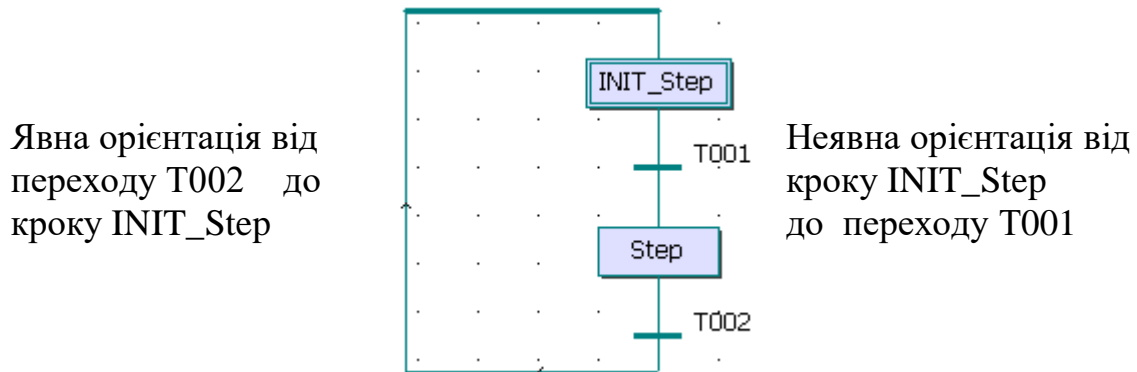 INIT_Step
Явна орієнтація від
переходу T002 до
кроку INIT_Step
T001
Неявна орієнтація від
кроку INIT_Step
до переходу T001
Step
T002